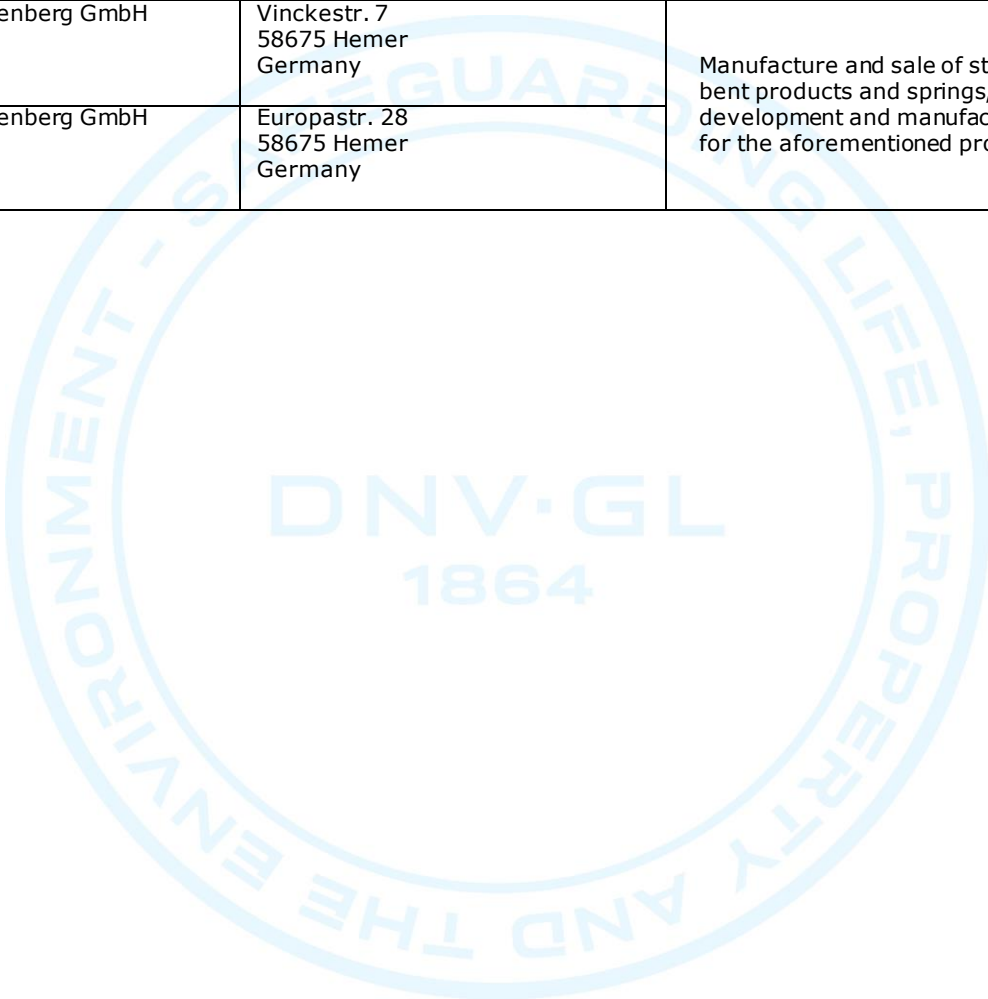 enberg GmbH
Vinckestr. 7
58675 Hemer
Germany
Manufacture and sale of st
bent products and springs,
development and manufac
for the aforementioned pro
enberg GmbH
Europastr. 28
58675 Hemer
Germany
SAFEGUARDING LIFE, PROPERTY AND THE ENVIRONMENT -
DNV·GL
1864